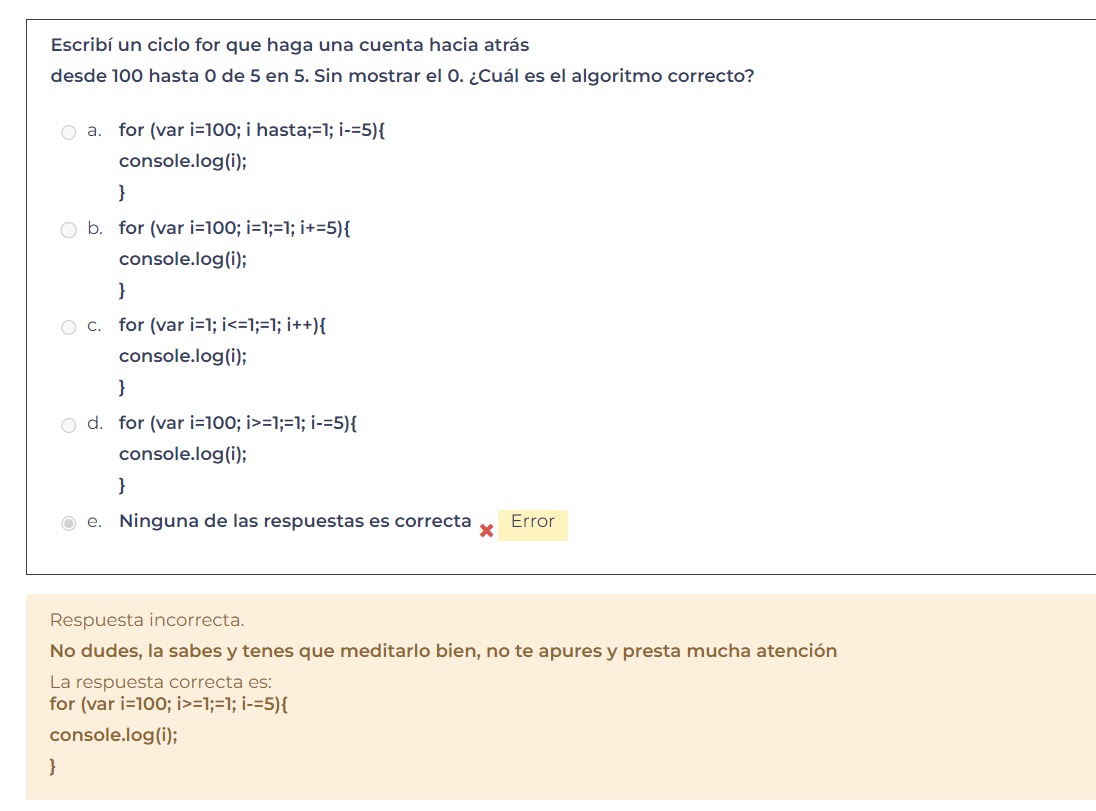 Escribí un ciclo for que haga una cuenta hacia atrás
desde 100 hasta 0 de 5 en 5. Sin mostrar el 0. ¿Cuál es el algoritmo correcto?
a. for (var i=100; i hasta;=1; i-=5){
console.log(i);
}
b. for (var i=100; i=1;=1; i+=5){
console.log(i);
}
c. for (var i=1; i<=1;=1; i++){
console.log(i);
}
d. for (var i=100; i>=1;=1; i-=5){
console.log(i);
}
e. Ninguna de las respuestas es correcta Error
Respuesta incorrecta.
No dudes, la sabes y tenes que meditarlo bien, no te apures y presta mucha atención
La respuesta correcta es:
for (var i=100; i>=1;=1; i-=5){
console.log(i);
}